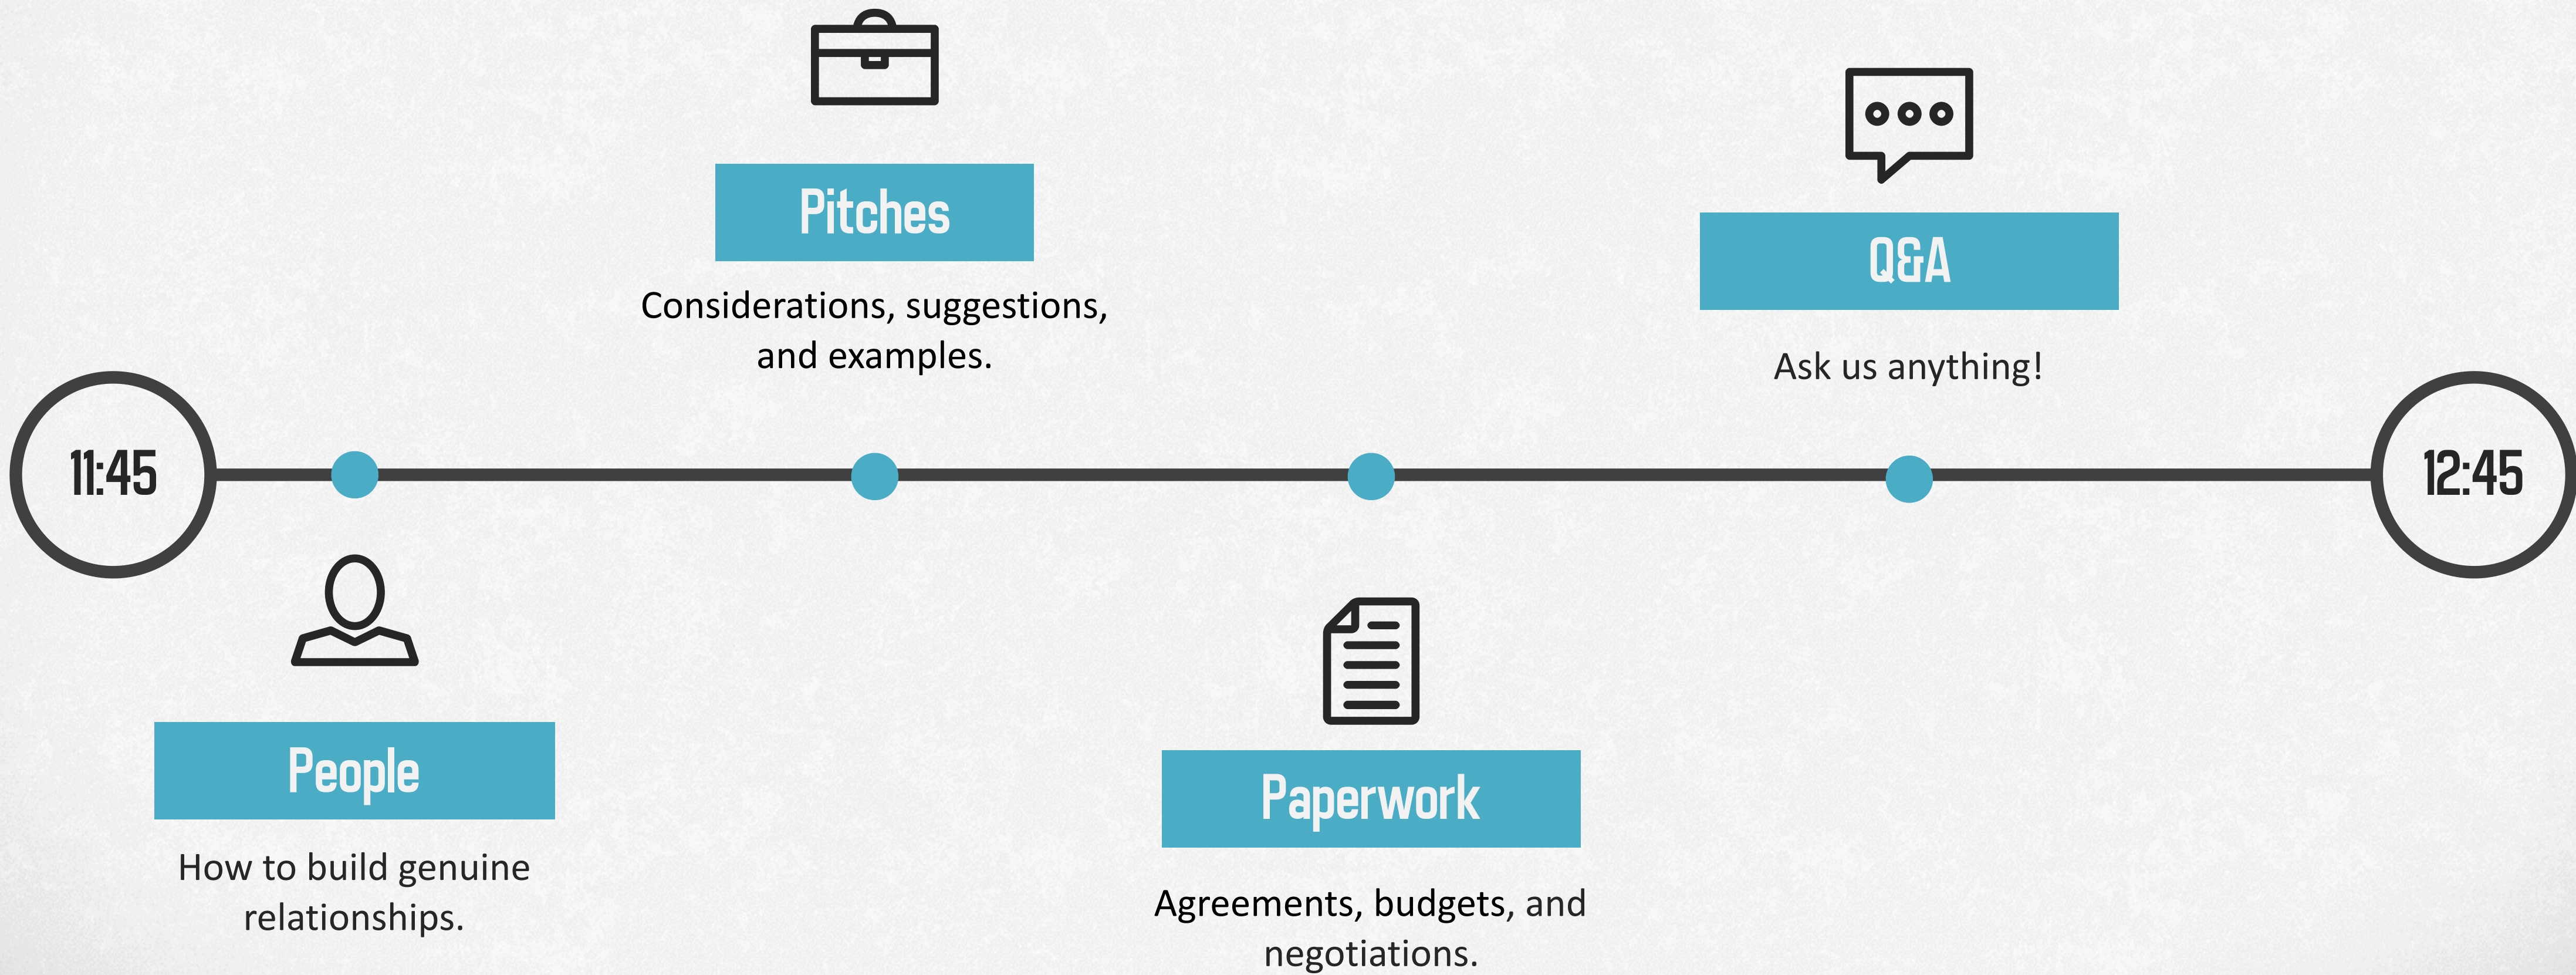 11:45
People
How to build genuine
relationships.
Pitches
Considerations, suggestions,
and examples.
Paperwork
Agreements, budgets, and
negotiations.
Q&A
Ask us anything!
12:45